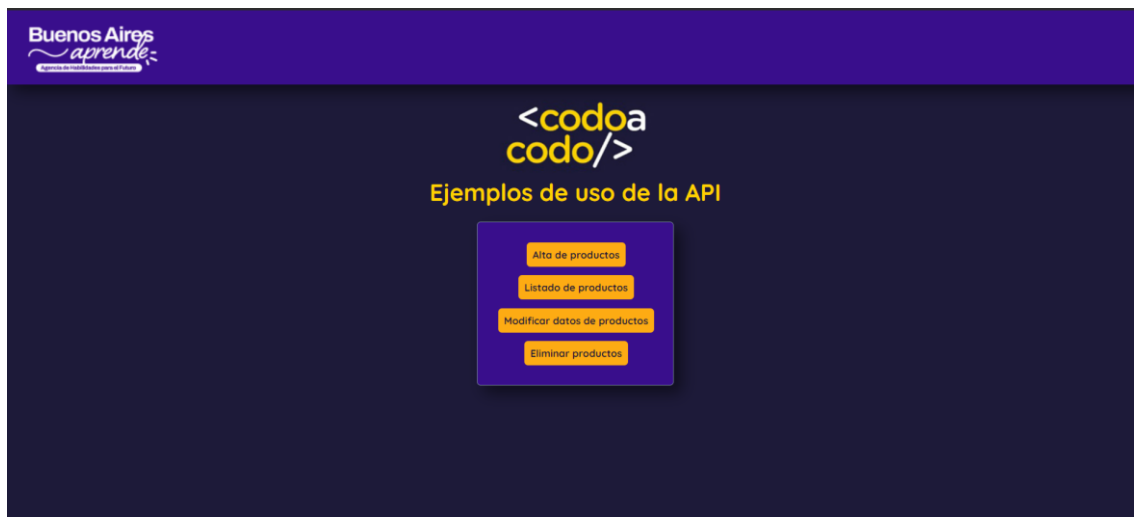 Buenos Aires
aprende
Agencia de Habilidades para el Futuro
<codoa
codo/>
Ejemplos de uso de la API
Alta de productos
Listado de productos
Modificar datos de productos
Eliminar productos